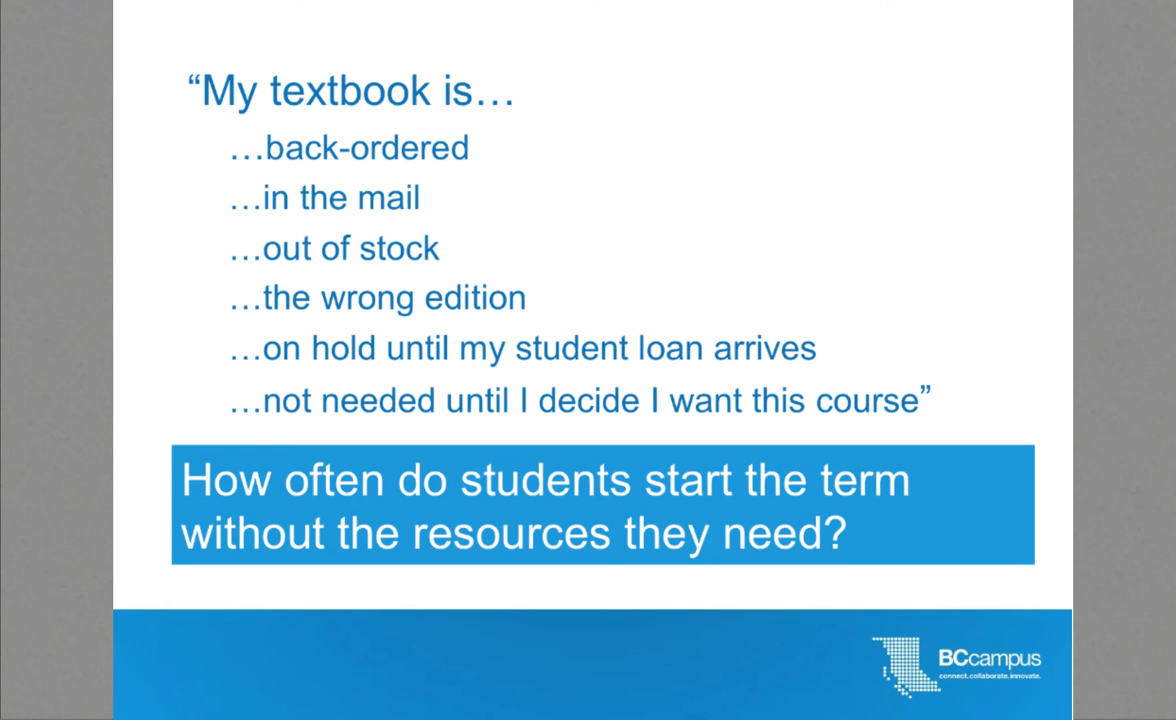 “My textbook is…
…back-ordered
…in the mail
…out of stock
…the wrong edition
…on hold until my student loan arrives
…not needed until I decide I want this course”
How often do students start the term
without the resources they need?
BCcampus
connect.collaborate.innovate.